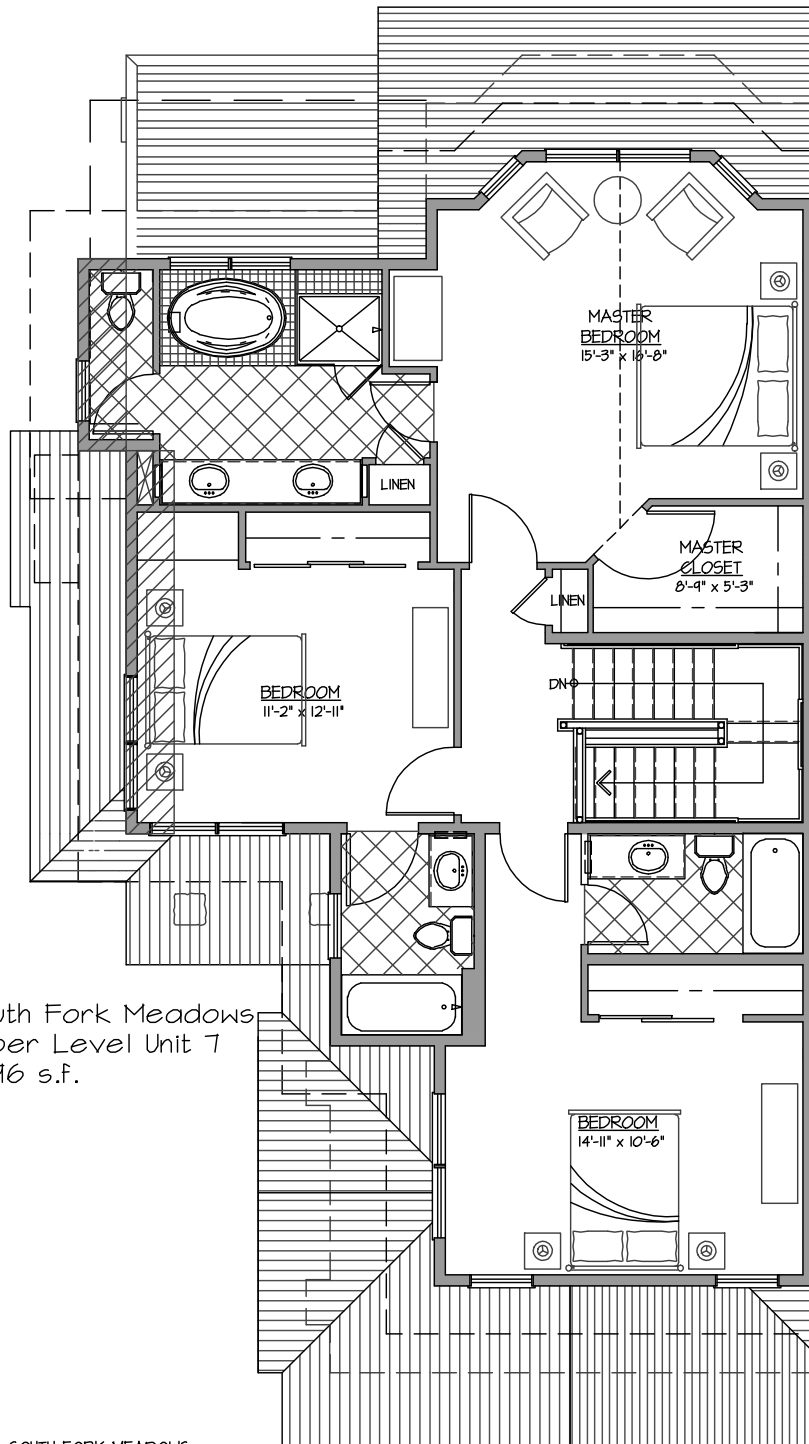 MASTER
BEDROOM
15'-3" x 16'-8"
LINEN
MASTER
CLOSET
8'-9" x 5'-3"
LINEN
DN
BEDROOM
11'-2" x 12'-11"
Fork Meadows
Level Unit 7
s.f.
BEDROOM
14'-11" x 10'-6"